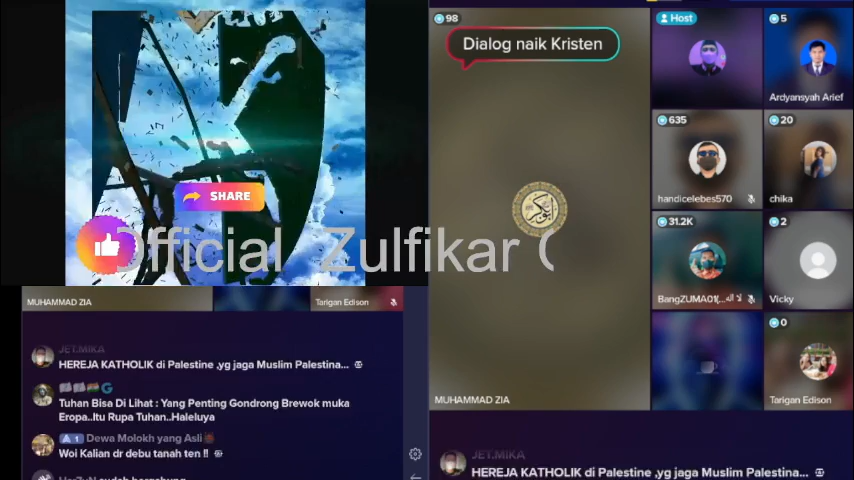 SHARE
Official Zulfikar
MUHAMMAD ZIA
Tarigan Edison
JET.MIKA
HEREJA KATHOLIK di Palestine ,yg jaga Muslim Palestina...
G
Tuhan Bisa Di Lihat : Yang Penting Gondrong Brewok muka
Eropa..Itu Rupa Tuhan..Haleluya
A 1 Dewa Molokh yang Asli
Woi Kalian dr debu tanah ten !!
98
Dialog naik Kristen
Host
5
Ardyansyah Arief
635
handicelebes570
20
chika
31.2K
BangZUMA01(...لا اله
2
Vicky
MUHAMMAD ZIA
0
Tarigan Edison
JET.MIKA
HEREJA KATHOLIK di Palestine ,yg jaga Muslim Palestina...